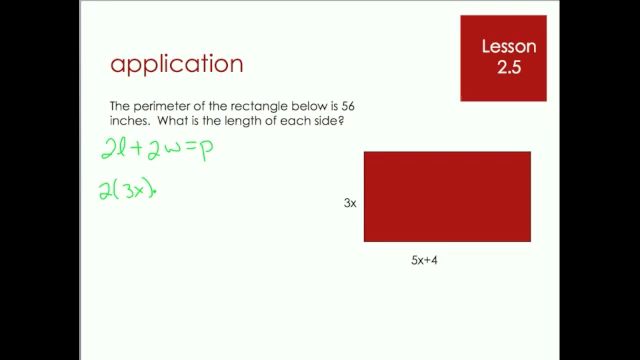 Lesson
2.5
application
The perimeter of the rectangle below is 56
inches. What is the length of each side?
2l + 2w = p
2(3x)
3x
5x+4